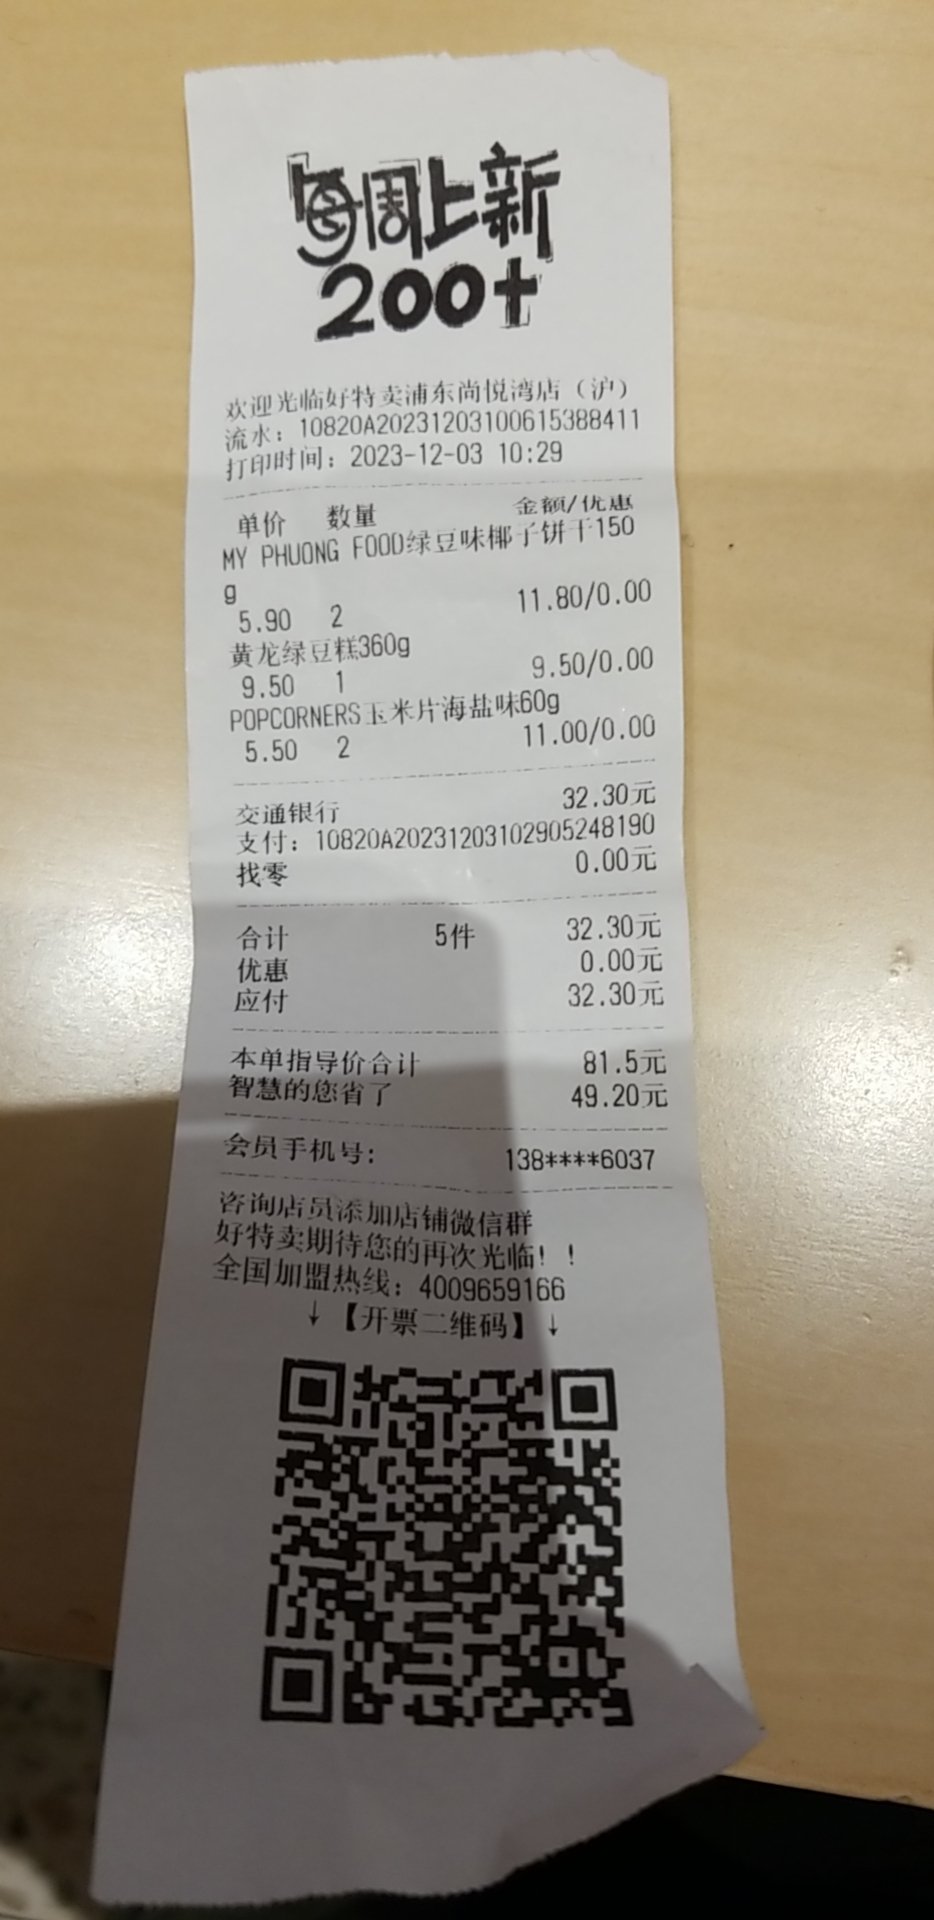 每周上新
200+
欢迎光临好特卖浦东尚悦湾店（沪）
流水：10820A20231203100615388411
打印时间：2023-12-03 10:29
单价 数量 金额/优惠
MY PHUONG FOOD绿豆味椰子饼干150
g
5.90 2 11.80/0.00
黄龙绿豆糕360g
9.50 1 9.50/0.00
POPCORNERS玉米片海盐味60g
5.50 2 11.00/0.00
交通银行 32.30元
支付：10820A20231203102905248190
找零 0.00元
合计 5件 32.30元
优惠 0.00元
应付 32.30元
本单指导价合计 81.5元
智慧的您省了 49.20元
会员手机号: 138****6037
咨询店员添加店铺微信群
好特卖期待您的再次光临！！
全国加盟热线：4009659166
↓【开票二维码】↓